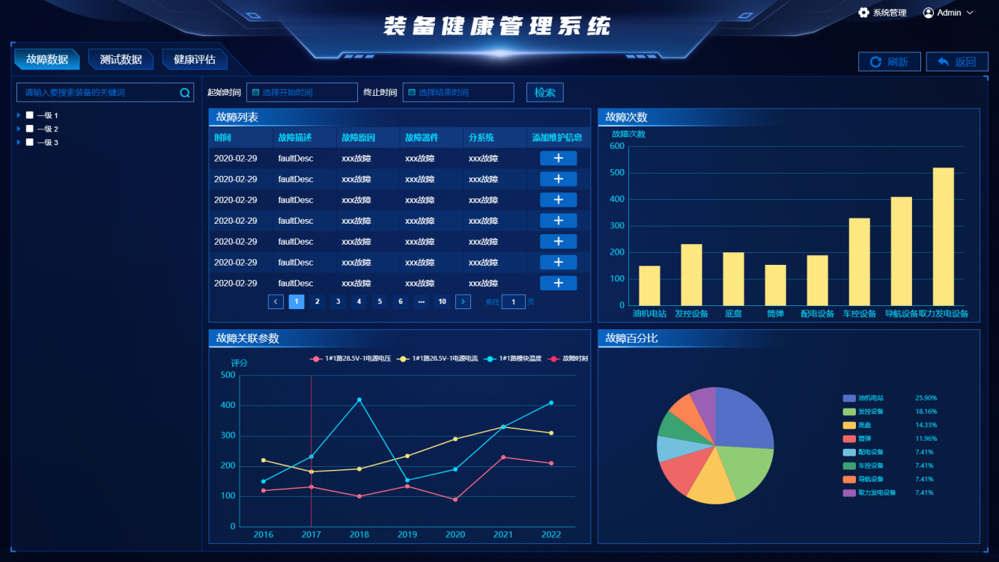 装备健康管理系统
系统管理 Admin
故障数据 测试数据 健康评估
刷新 返回
请输入要搜索装备的关键词
一级 1
一级 2
一级 3
起始时间 选择开始时间 终止时间 选择结束时间 检索
故障列表
时间 故障描述 故障原因 故障器件 分系统 添加维护信息
2020-02-29 faultDesc xxx故障 xxx故障 xxx故障 +
2020-02-29 faultDesc xxx故障 xxx故障 xxx故障 +
2020-02-29 faultDesc xxx故障 xxx故障 xxx故障 +
2020-02-29 faultDesc xxx故障 xxx故障 xxx故障 +
2020-02-29 faultDesc xxx故障 xxx故障 xxx故障 +
2020-02-29 faultDesc xxx故障 xxx故障 xxx故障 +
2020-02-29 faultDesc xxx故障 xxx故障 xxx故障 +
< 1 2 3 4 5 6 ··· 10 > 前往 1 页
故障次数
故障次数
600
500
400
300
200
100
0
油机电站 发控设备 底盘 筒弹 配电设备 车控设备 导航设备 取力发电设备
故障关联参数
1#1路28.5V-1电源电压 1#1路28.5V-1电源电流 1#1路模块温度 故障时刻
评分
500
400
300
200
100
0
2016 2017 2018 2019 2020 2021 2022
故障百分比
油机电站 25.90%
发控设备 18.16%
底盘 14.33%
筒弹 11.96%
配电设备 7.41%
车控设备 7.41%
导航设备 7.41%
取力发电设备 7.41%